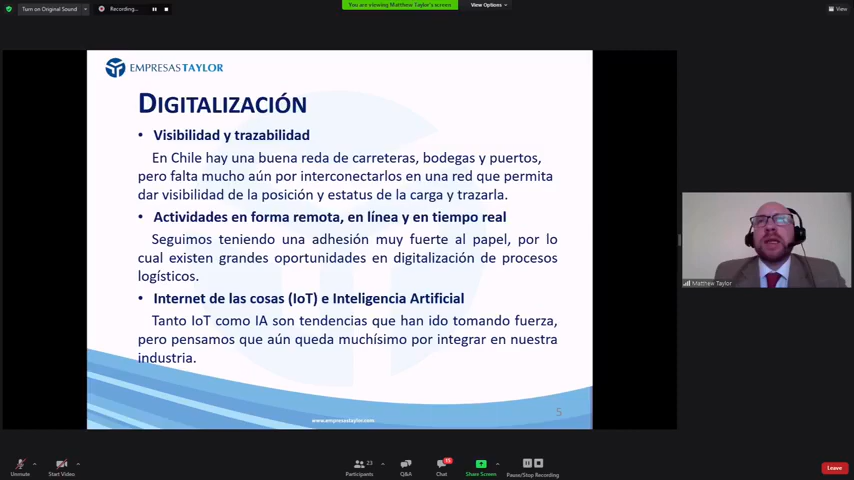 Turn on Original Sound
Recording...
You are viewing Matthew Taylor's screen
View Options
View
EMPRESAS TAYLOR
DIGITALIZACIÓN
• Visibilidad y trazabilidad
En Chile hay una buena reda de carreteras, bodegas y puertos,
pero falta mucho aún por interconectarlos en una red que permita
dar visibilidad de la posición y estatus de la carga y trazarla.
• Actividades en forma remota, en línea y en tiempo real
Seguimos teniendo una adhesión muy fuerte al papel, por lo
cual existen grandes oportunidades en digitalización de procesos
logísticos.
• Internet de las cosas (IoT) e Inteligencia Artificial
Tanto IoT como IA son tendencias que han ido tomando fuerza,
pero pensamos que aún queda muchísimo por integrar en nuestra
industria.
5
www.empresastaylor.com
Matthew Taylor
Unmute
Start Video
23
Participants
Q&A
Chat
Share Screen
Pause/Stop Recording
Leave